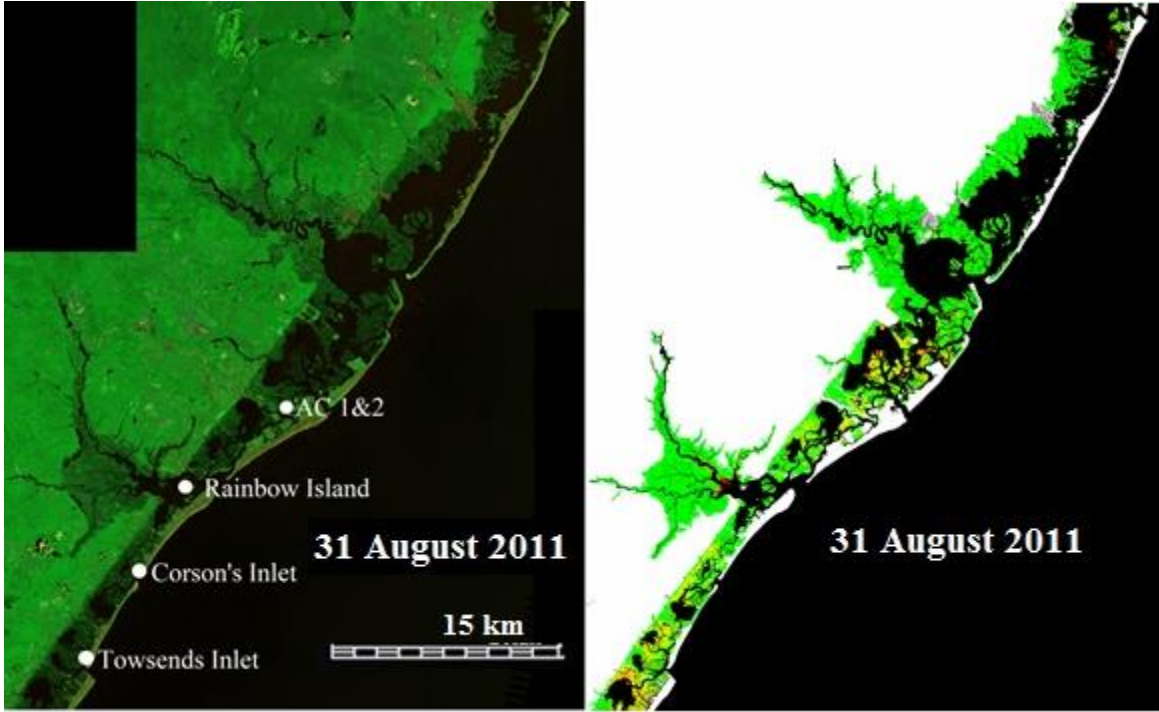 AC 1&2
Rainbow Island
31 August 2011
31 August 2011
Corson's Inlet
15 km
Towsends Inlet